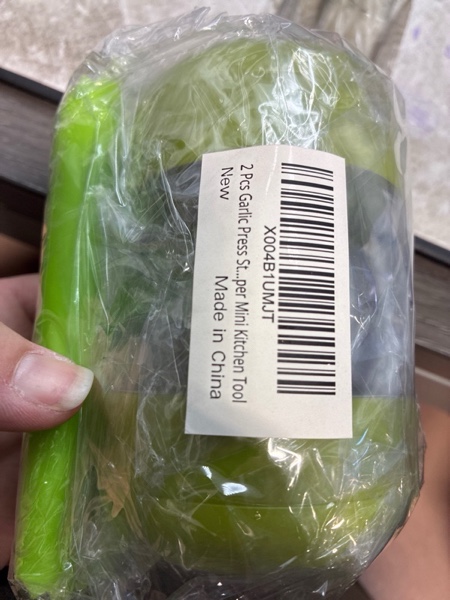 X004B1UMJT
2 Pcs Garlic Press St...per Mini Kitchen Tool
New
Made in China